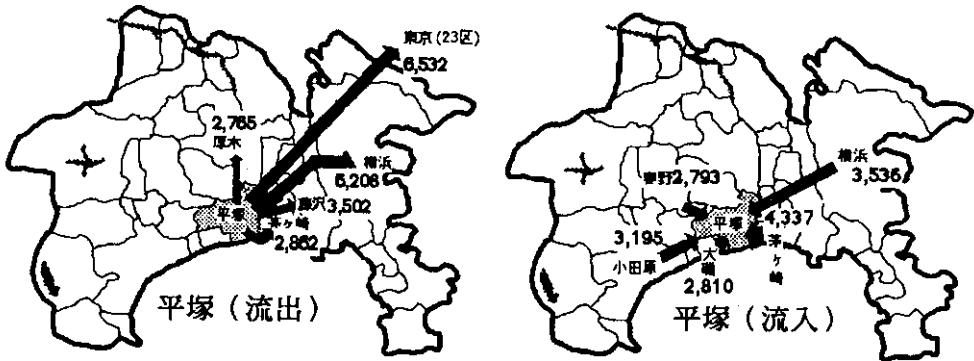 東京(23区)
6,532
2,765
厚木
横浜
5,206
藤沢
3,502
平塚
茅ヶ崎
2,862
平塚(流出)
横浜
3,536
秦野2,793
平塚
4,337
茅ヶ崎
3,195
小田原
大磯
2,810
平塚(流入)